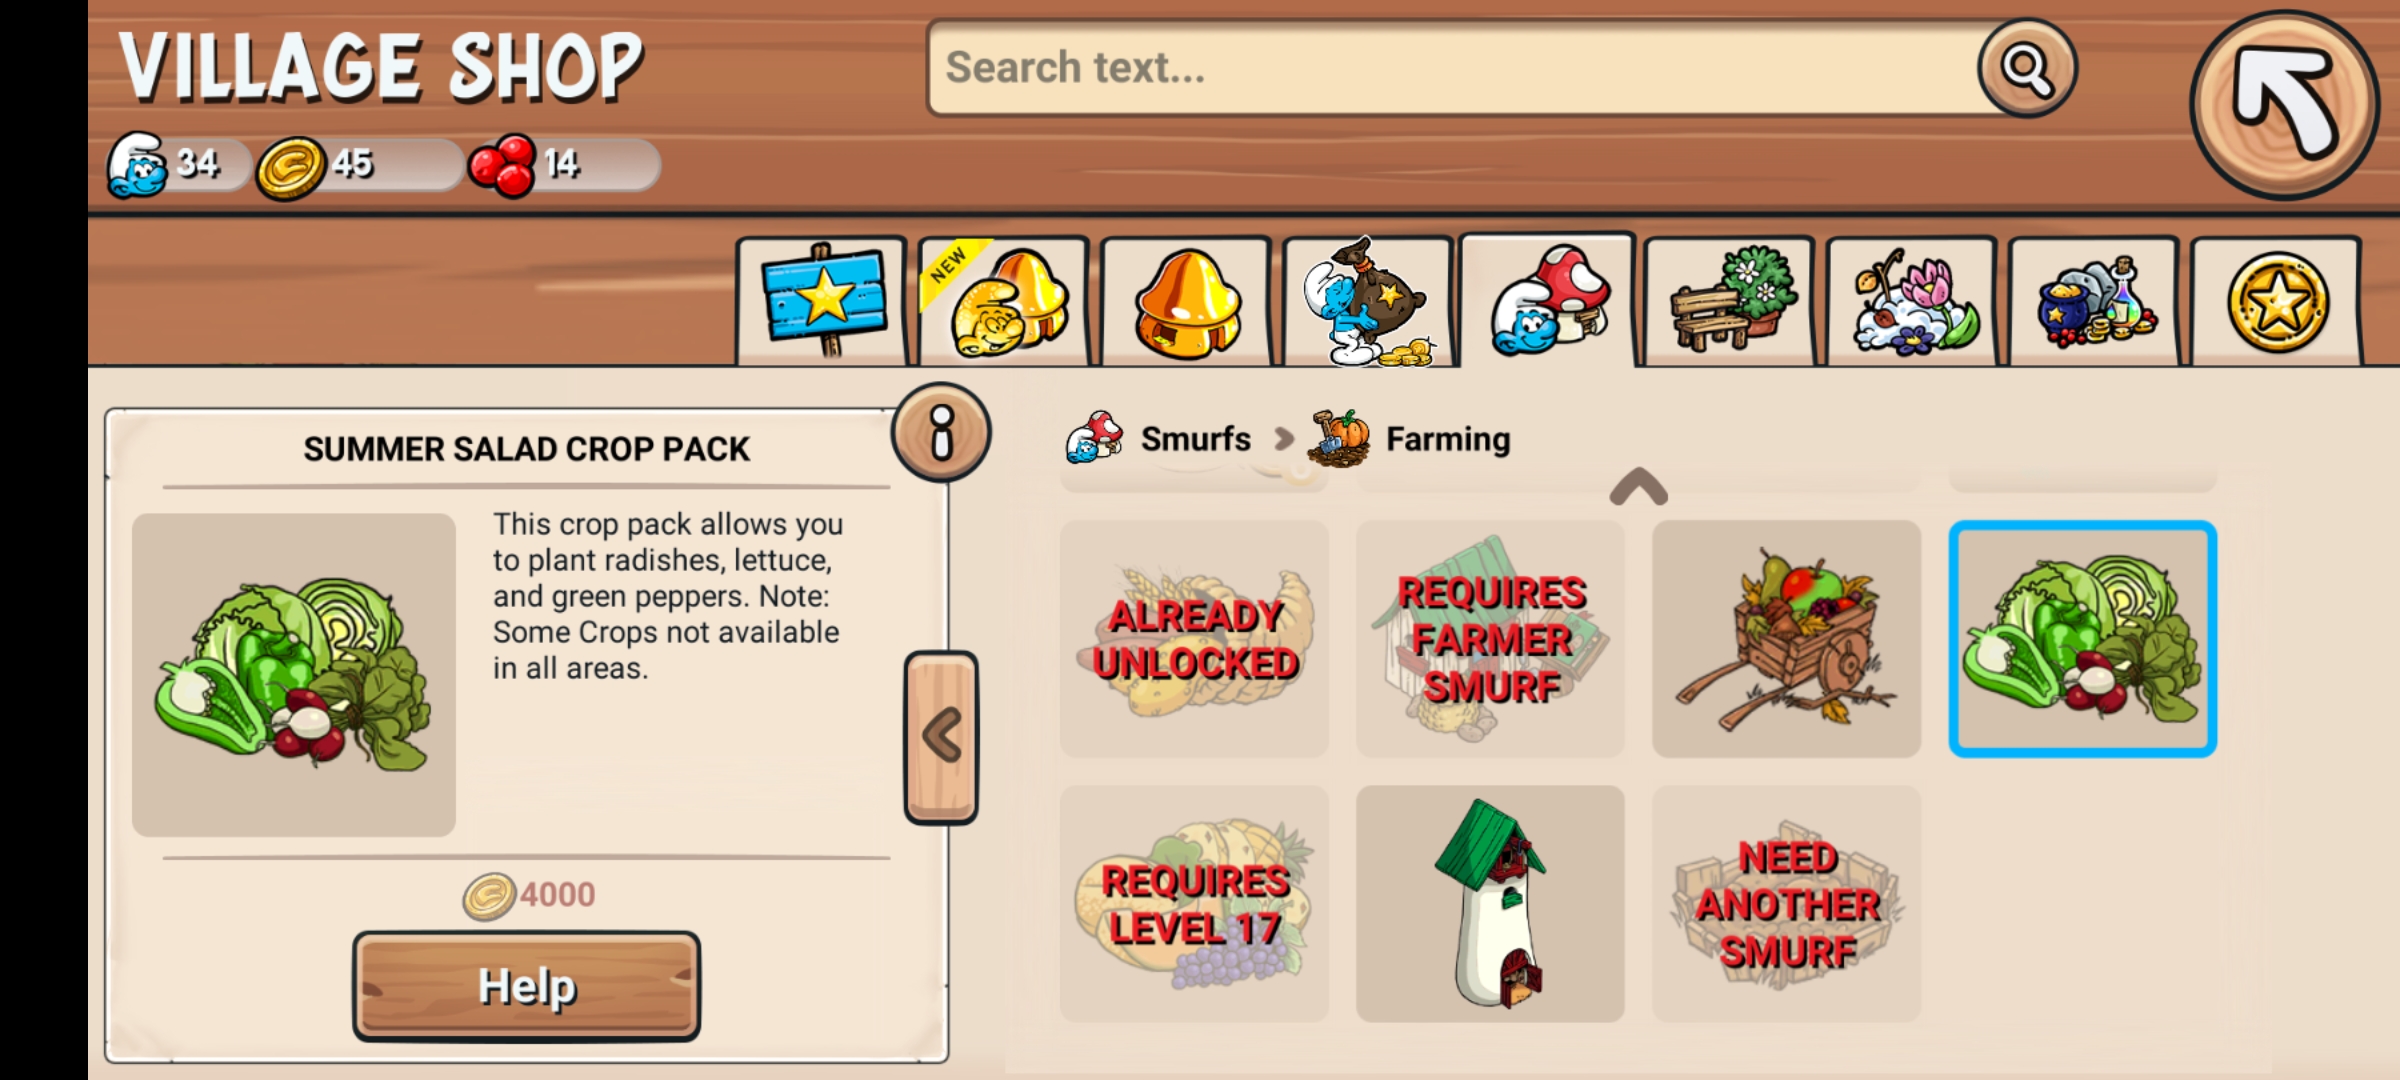 VILLAGE SHOP
Search text...
34
45
14
NEW
SUMMER SALAD CROP PACK
This crop pack allows you
to plant radishes, lettuce,
and green peppers. Note:
Some Crops not available
in all areas.
4000
Help
Smurfs
Farming
ALREADY
UNLOCKED
REQUIRES
FARMER
SMURF
REQUIRES
LEVEL 17
NEED
ANOTHER
SMURF